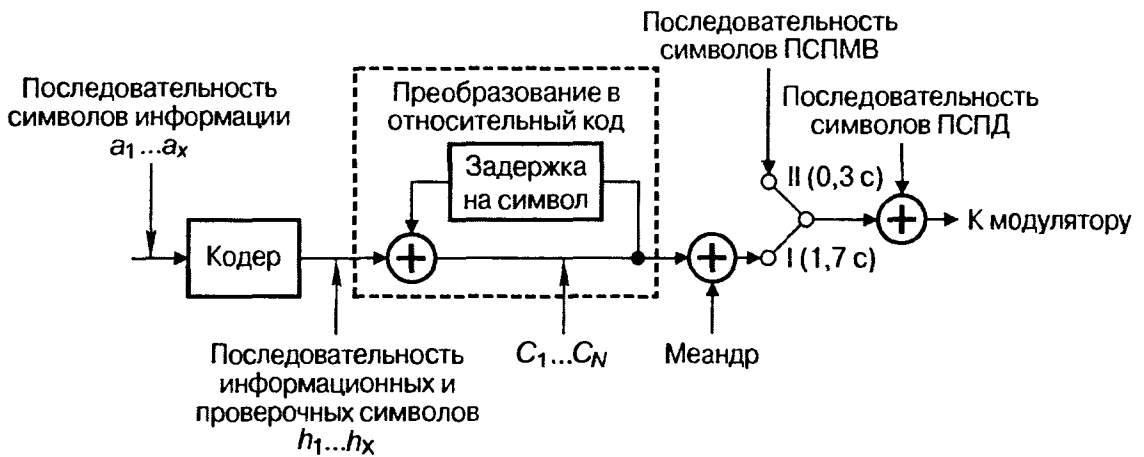 Последовательность
символов ПСПМВ
Последовательность
символов информации
a1...ax
Преобразование в
относительный код
Последовательность
символов ПСПД
Задержка
на символ
II (0,3 с)
Кодер
+
+
I (1,7 с)
+
К модулятору
Последовательность
информационных и
проверочных символов
h1...hX
C1...CN
Меандр